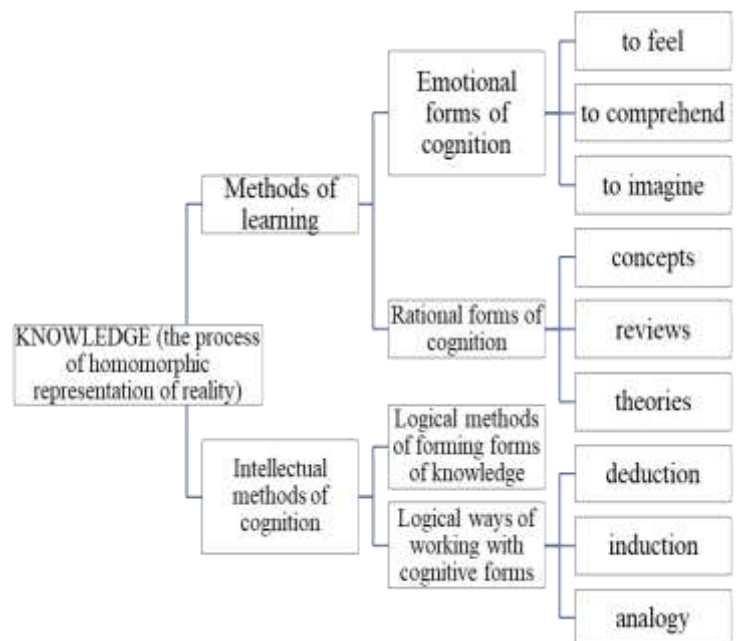 KNOWLEDGE (the process
of homomorphic
representation of reality)
Methods of
learning
Emotional
forms of
cognition
to feel
to comprehend
to imagine
Rational forms of
cognition
concepts
reviews
theories
Intellectual
methods of
cognition
Logical methods
of forming forms
of knowledge
Logical ways of
working with
cognitive forms
deduction
induction
analogy